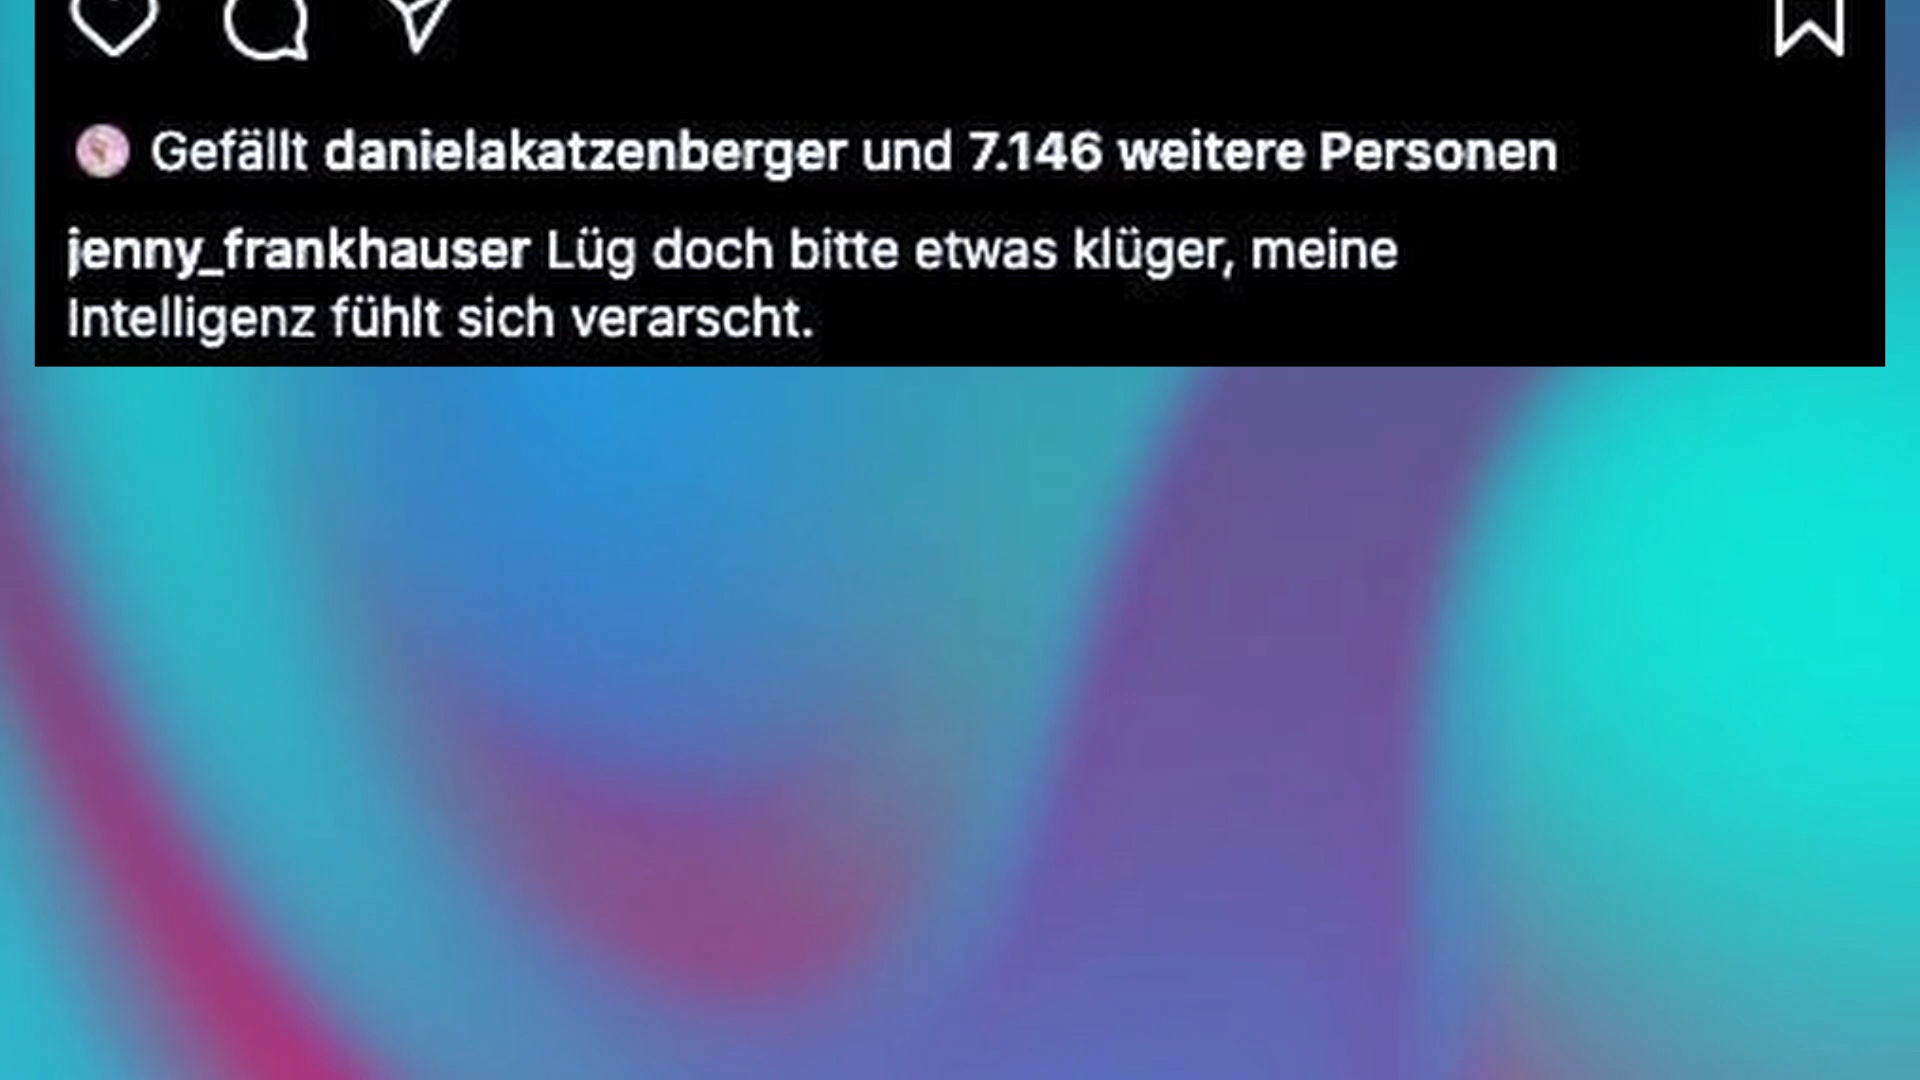 Gefällt danielakatzenberger und 7.146 weitere Personen
jenny_frankhauser Lüg doch bitte etwas klüger, meine
Intelligenz fühlt sich verarscht.